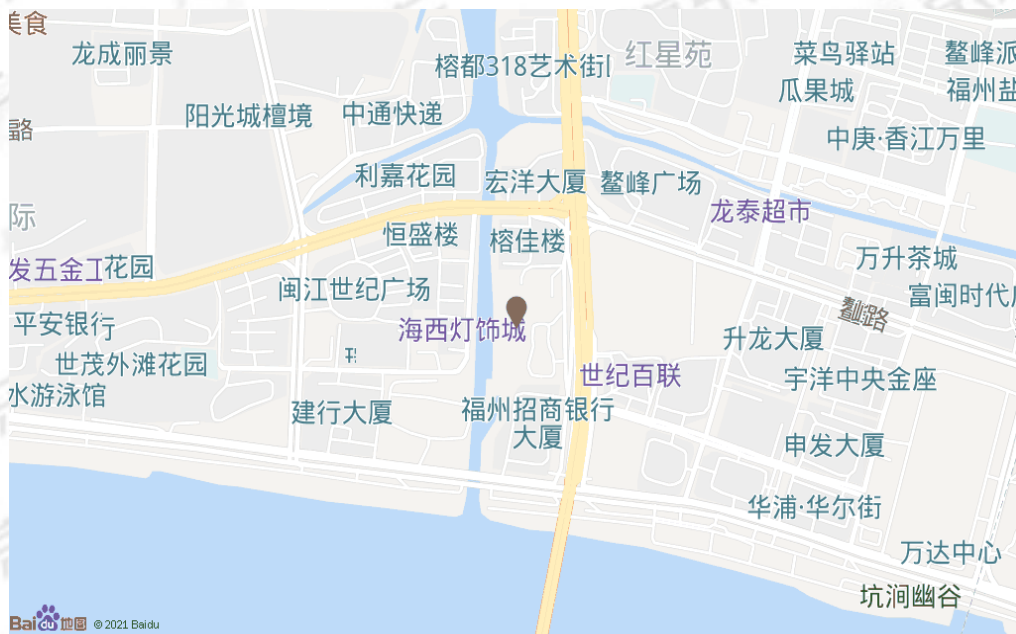 美食
龙成丽景
榕都318艺术街
红星苑
菜鸟驿站
鳌峰派
瓜果城
福州盐
阳光城檀境
中通快递
中庚·香江万里
利嘉花园
宏洋大厦
鳌峰广场
龙泰超市
际
恒盛楼
榕佳楼
发五金工
花园
万升茶城
闽江世纪广场
富闽时代广
平安银行
海西灯饰城
路
升龙大厦
世茂外滩花园
世纪百联
宇洋中央金座
水游泳馆
建行大厦
福州招商银行
大厦
申发大厦
华浦·华尔街
万达中心
坑涧幽谷
Bai du 地图 © 2021 Baidu